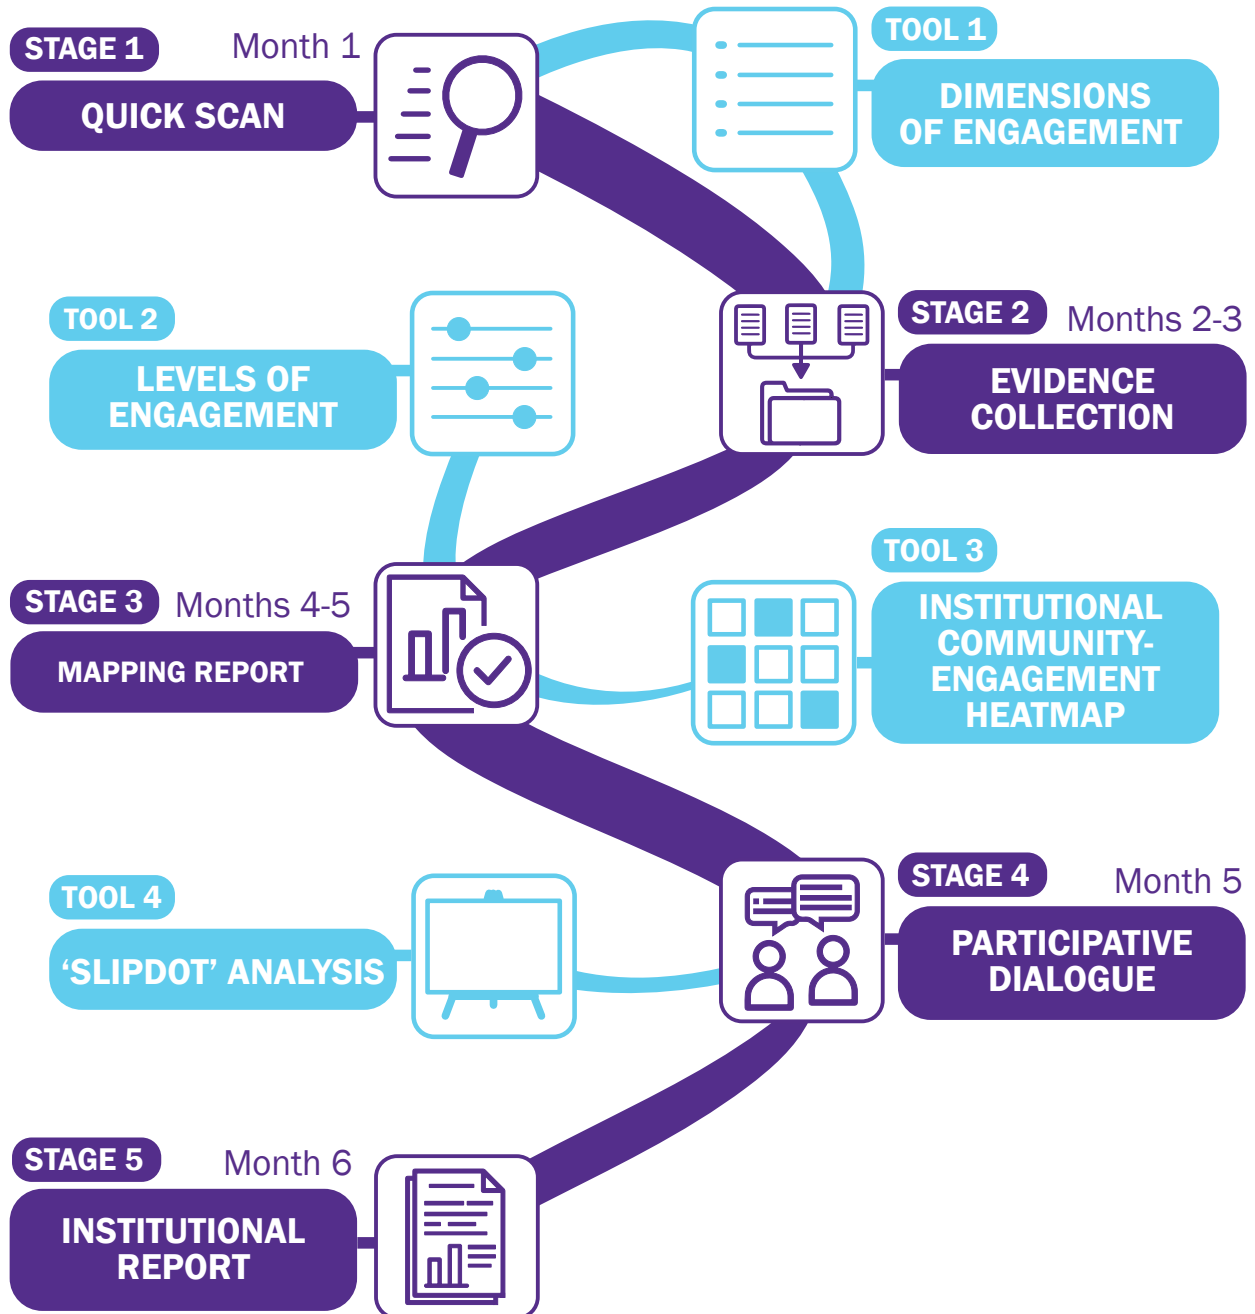 STAGE 1
Month 1
QUICK SCAN
TOOL 1
DIMENSIONS
OF ENGAGEMENT
TOOL 2
LEVELS OF
ENGAGEMENT
STAGE 2
Months 2-3
EVIDENCE
COLLECTION
STAGE 3
Months 4-5
MAPPING REPORT
TOOL 3
INSTITUTIONAL
COMMUNITY-
ENGAGEMENT
HEATMAP
TOOL 4
‘SLIPDOT’ ANALYSIS
STAGE 4
Month 5
PARTICIPATIVE
DIALOGUE
STAGE 5
Month 6
INSTITUTIONAL
REPORT